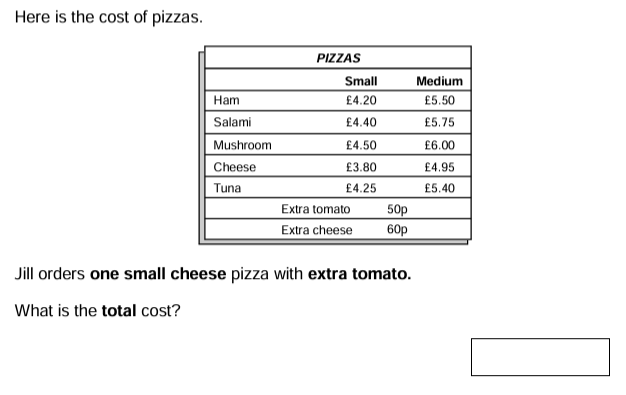 Here is the cost of pizzas.
PIZZAS
Small Medium
Ham £4.20 £5.50
Salami £4.40 £5.75
Mushroom £4.50 £6.00
Cheese £3.80 £4.95
Tuna £4.25 £5.40
Extra tomato 50p
Extra cheese 60p
Jill orders one small cheese pizza with extra tomato.
What is the total cost?